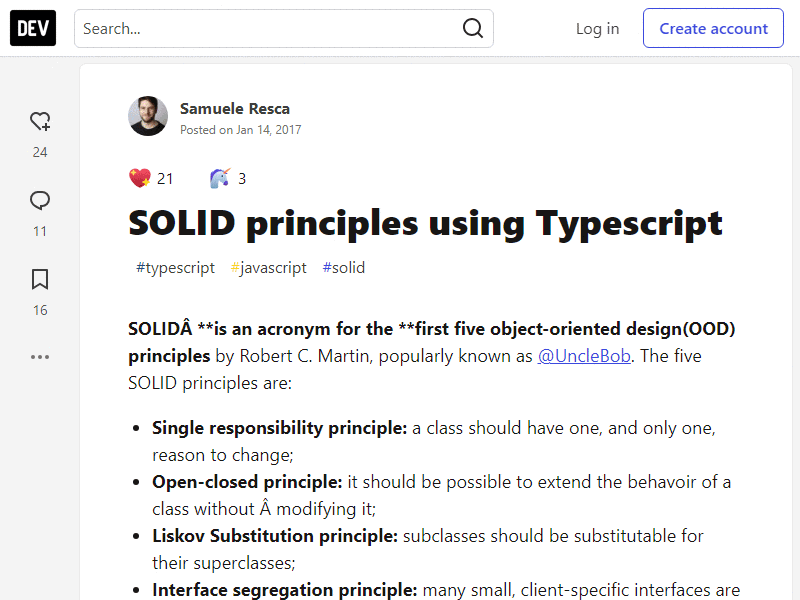 DEV
Search...
Log in
Create account
Samuele Resca
Posted on Jan 14, 2017
24
21
3
SOLID principles using Typescript
11
#typescript #javascript #solid
16
SOLIDÂ **is an acronym for the **first five object-oriented design(OOD)
principles by Robert C. Martin, popularly known as @UncleBob. The five
SOLID principles are:
• Single responsibility principle: a class should have one, and only one,
reason to change;
• Open-closed principle: it should be possible to extend the behavoir of a
class without Â modifying it;
• Liskov Substitution principle: subclasses should be substitutable for
their superclasses;
• Interface segregation principle: many small, client-specific interfaces are